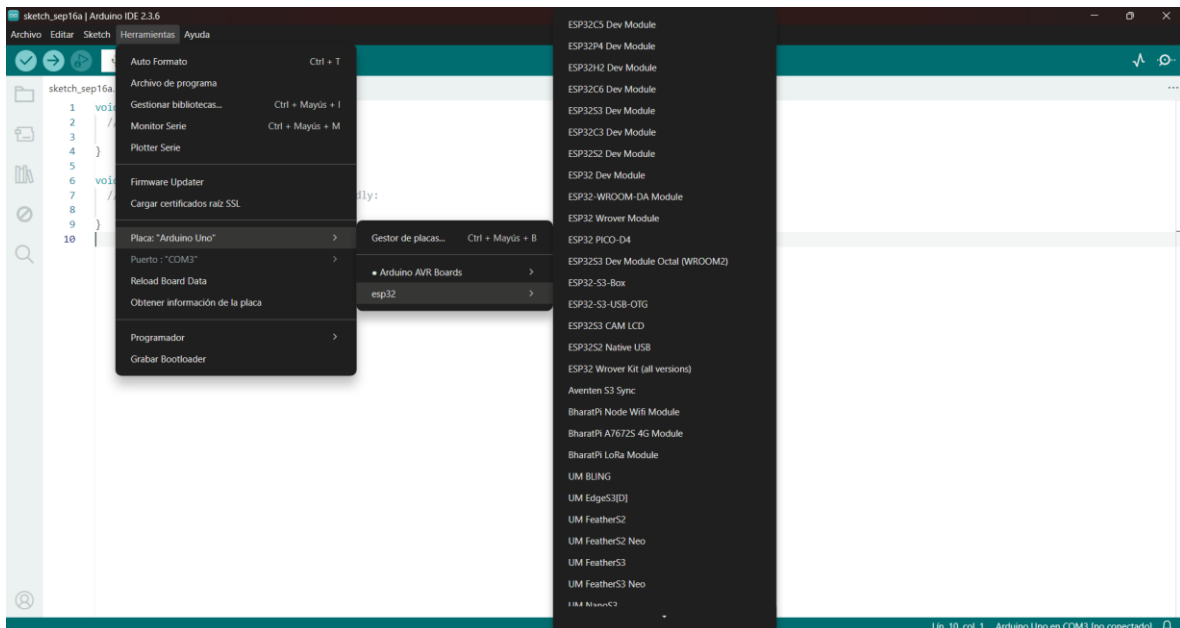 sketch_sep16a | Arduino IDE 2.3.6
Archivo Editar Sketch Herramientas Ayuda
sketch_sep16a.
1 void
2 //
3
4 }
5
6 void
7 // dly:
8
9 }
10
Auto Formato Ctrl + T
Archivo de programa
Gestionar bibliotecas... Ctrl + Mayús + I
Monitor Serie Ctrl + Mayús + M
Plotter Serie
Firmware Updater
Cargar certificados raíz SSL
Placa: "Arduino Uno"
Puerto : "COM3"
Reload Board Data
Obtener información de la placa
Programador
Grabar Bootloader
Gestor de placas... Ctrl + Mayús + B
• Arduino AVR Boards
esp32
ESP32C5 Dev Module
ESP32P4 Dev Module
ESP32H2 Dev Module
ESP32C6 Dev Module
ESP32S3 Dev Module
ESP32C3 Dev Module
ESP32S2 Dev Module
ESP32 Dev Module
ESP32-WROOM-DA Module
ESP32 Wrover Module
ESP32 PICO-D4
ESP32S3 Dev Module Octal (WROOM2)
ESP32-S3-Box
ESP32-S3-USB-OTG
ESP32S3 CAM LCD
ESP32S2 Native USB
ESP32 Wrover Kit (all versions)
Aventen S3 Sync
BharatPi Node Wifi Module
BharatPi A7672S 4G Module
BharatPi LoRa Module
UM BLING
UM EdgeS3[D]
UM FeatherS2
UM FeatherS2 Neo
UM FeatherS3
UM FeatherS3 Neo
UM NanoS3
Lín. 10, col. 1 Arduino Uno en COM3 [no conectado]